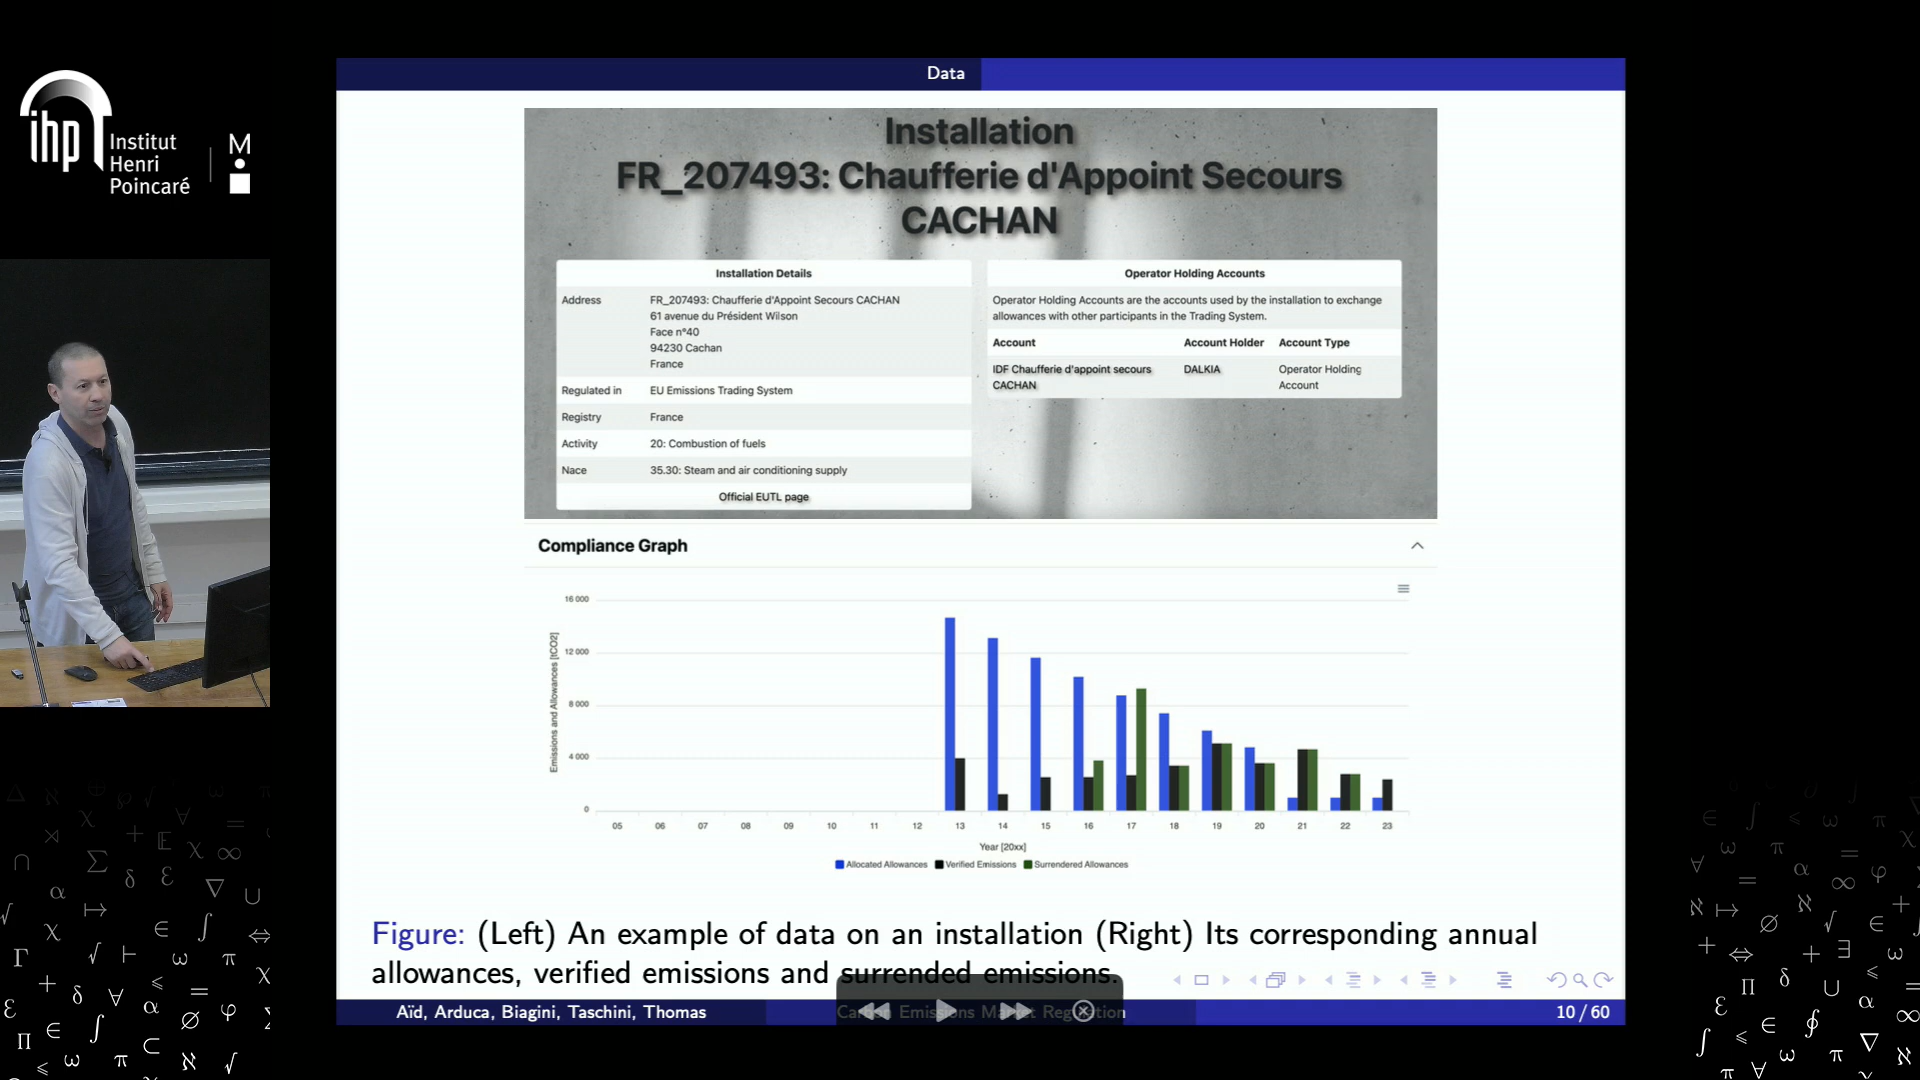 ihp
Institut
Henri
Poincaré
M
Data
Installation
FR_207493: Chaufferie d'Appoint Secours
CACHAN
Installation Details
Address FR_207493: Chaufferie d'Appoint Secours CACHAN
61 avenue du Président Wilson
Face n°40
94230 Cachan
France
Regulated in EU Emissions Trading System
Registry France
Activity 20: Combustion of fuels
Nace 35.30: Steam and air conditioning supply
Official EUTL page
Operator Holding Accounts
Operator Holding Accounts are the accounts used by the installation to exchange
allowances with other participants in the Trading System.
Account Account Holder Account Type
IDF Chaufferie d'appoint secours DALKIA Operator Holding
CACHAN Account
Compliance Graph
Emissions and Allowances [tCO2]
16 000
12 000
8 000
4 000
0
05 06 07 08 09 10 11 12 13 14 15 16 17 18 19 20 21 22 23
Year [20xx]
Allocated Allowances Verified Emissions Surrendered Allowances
Figure: (Left) An example of data on an installation (Right) Its corresponding annual
allowances, verified emissions and surrended emissions.
Aïd, Arduca, Biagini, Taschini, Thomas
Emissions
10 / 60